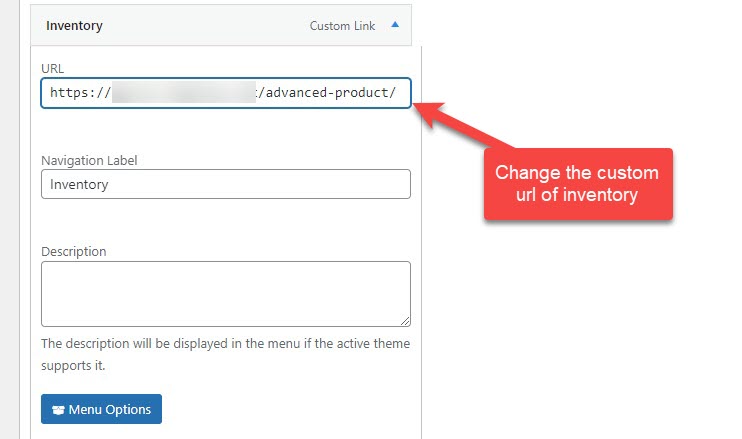 Inventory Custom Link
URL
https:// /advanced-product/
Change the custom
url of inventory
Navigation Label
Inventory
Description
The description will be displayed in the menu if the active theme
supports it.
Menu Options